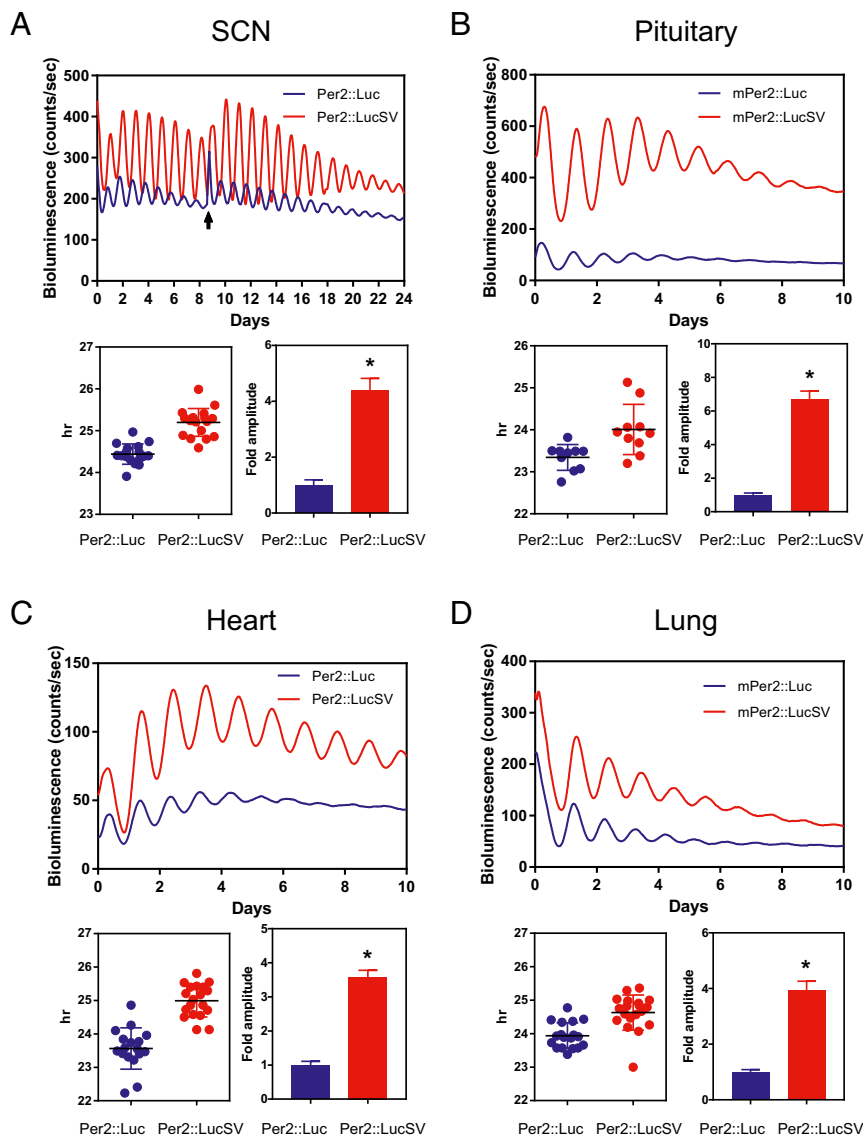 A
SCN
Bioluminescence (counts/sec)
500
400
300
200
100
0
Per2::Luc
Per2::LucSV
0 2 4 6 8 10 12 14 16 18 20 22 24
Days
hr
27
26
25
24
23
Per2::Luc Per2::LucSV
Fold amplitude
6
4
2
0
*
Per2::Luc Per2::LucSV
B
Pituitary
Bioluminescence (counts/sec)
800
600
400
200
0
mPer2::Luc
mPer2::LucSV
0 2 4 6 8 10
Days
hr
26
25
24
23
22
Per2::Luc Per2::LucSV
Fold amplitude
10
8
6
4
2
0
*
Per2::Luc Per2::LucSV
C
Heart
Bioluminescence (counts/sec)
150
100
50
0
Per2::Luc
Per2::LucSV
0 2 4 6 8 10
Days
hr
27
26
25
24
23
22
Per2::Luc Per2::LucSV
Fold amplitude
5
4
3
2
1
0
*
Per2::Luc Per2::LucSV
D
Lung
Bioluminescence (counts/sec)
400
300
200
100
0
mPer2::Luc
mPer2::LucSV
0 2 4 6 8 10
Days
hr
27
26
25
24
23
22
Per2::Luc Per2::LucSV
Fold amplitude
6
4
2
0
*
Per2::Luc Per2::LucSV